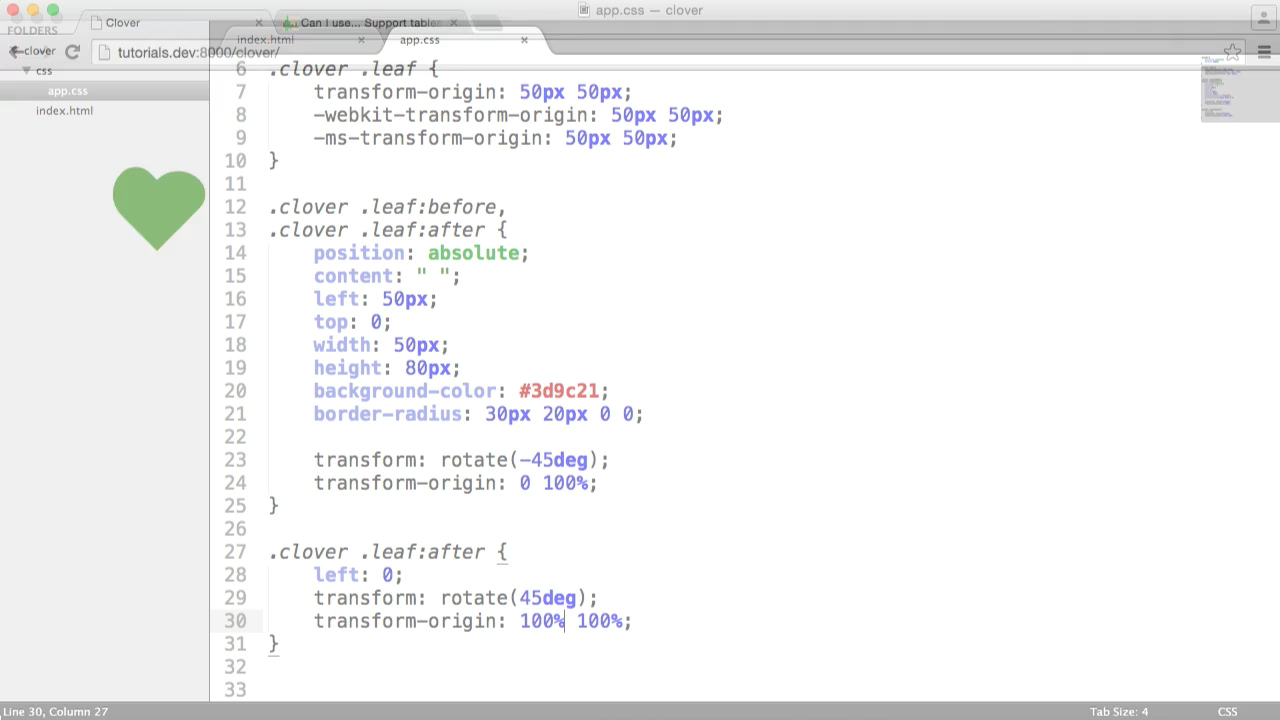 app.css — clover
Clover
Can I use... Support tables
FOLDERS
index.html
app.css
clover
tutorials.dev:8000/clover/
css
app.css
index.html
6 .clover .leaf {
7 transform-origin: 50px 50px;
8 -webkit-transform-origin: 50px 50px;
9 -ms-transform-origin: 50px 50px;
10 }
11
12 .clover .leaf:before,
13 .clover .leaf:after {
14 position: absolute;
15 content: " ";
16 left: 50px;
17 top: 0;
18 width: 50px;
19 height: 80px;
20 background-color: #3d9c21;
21 border-radius: 30px 20px 0 0;
22
23 transform: rotate(-45deg);
24 transform-origin: 0 100%;
25 }
26
27 .clover .leaf:after {
28 left: 0;
29 transform: rotate(45deg);
30 transform-origin: 100% 100%;
31 }
32
33
Line 30, Column 27
Tab Size: 4
CSS